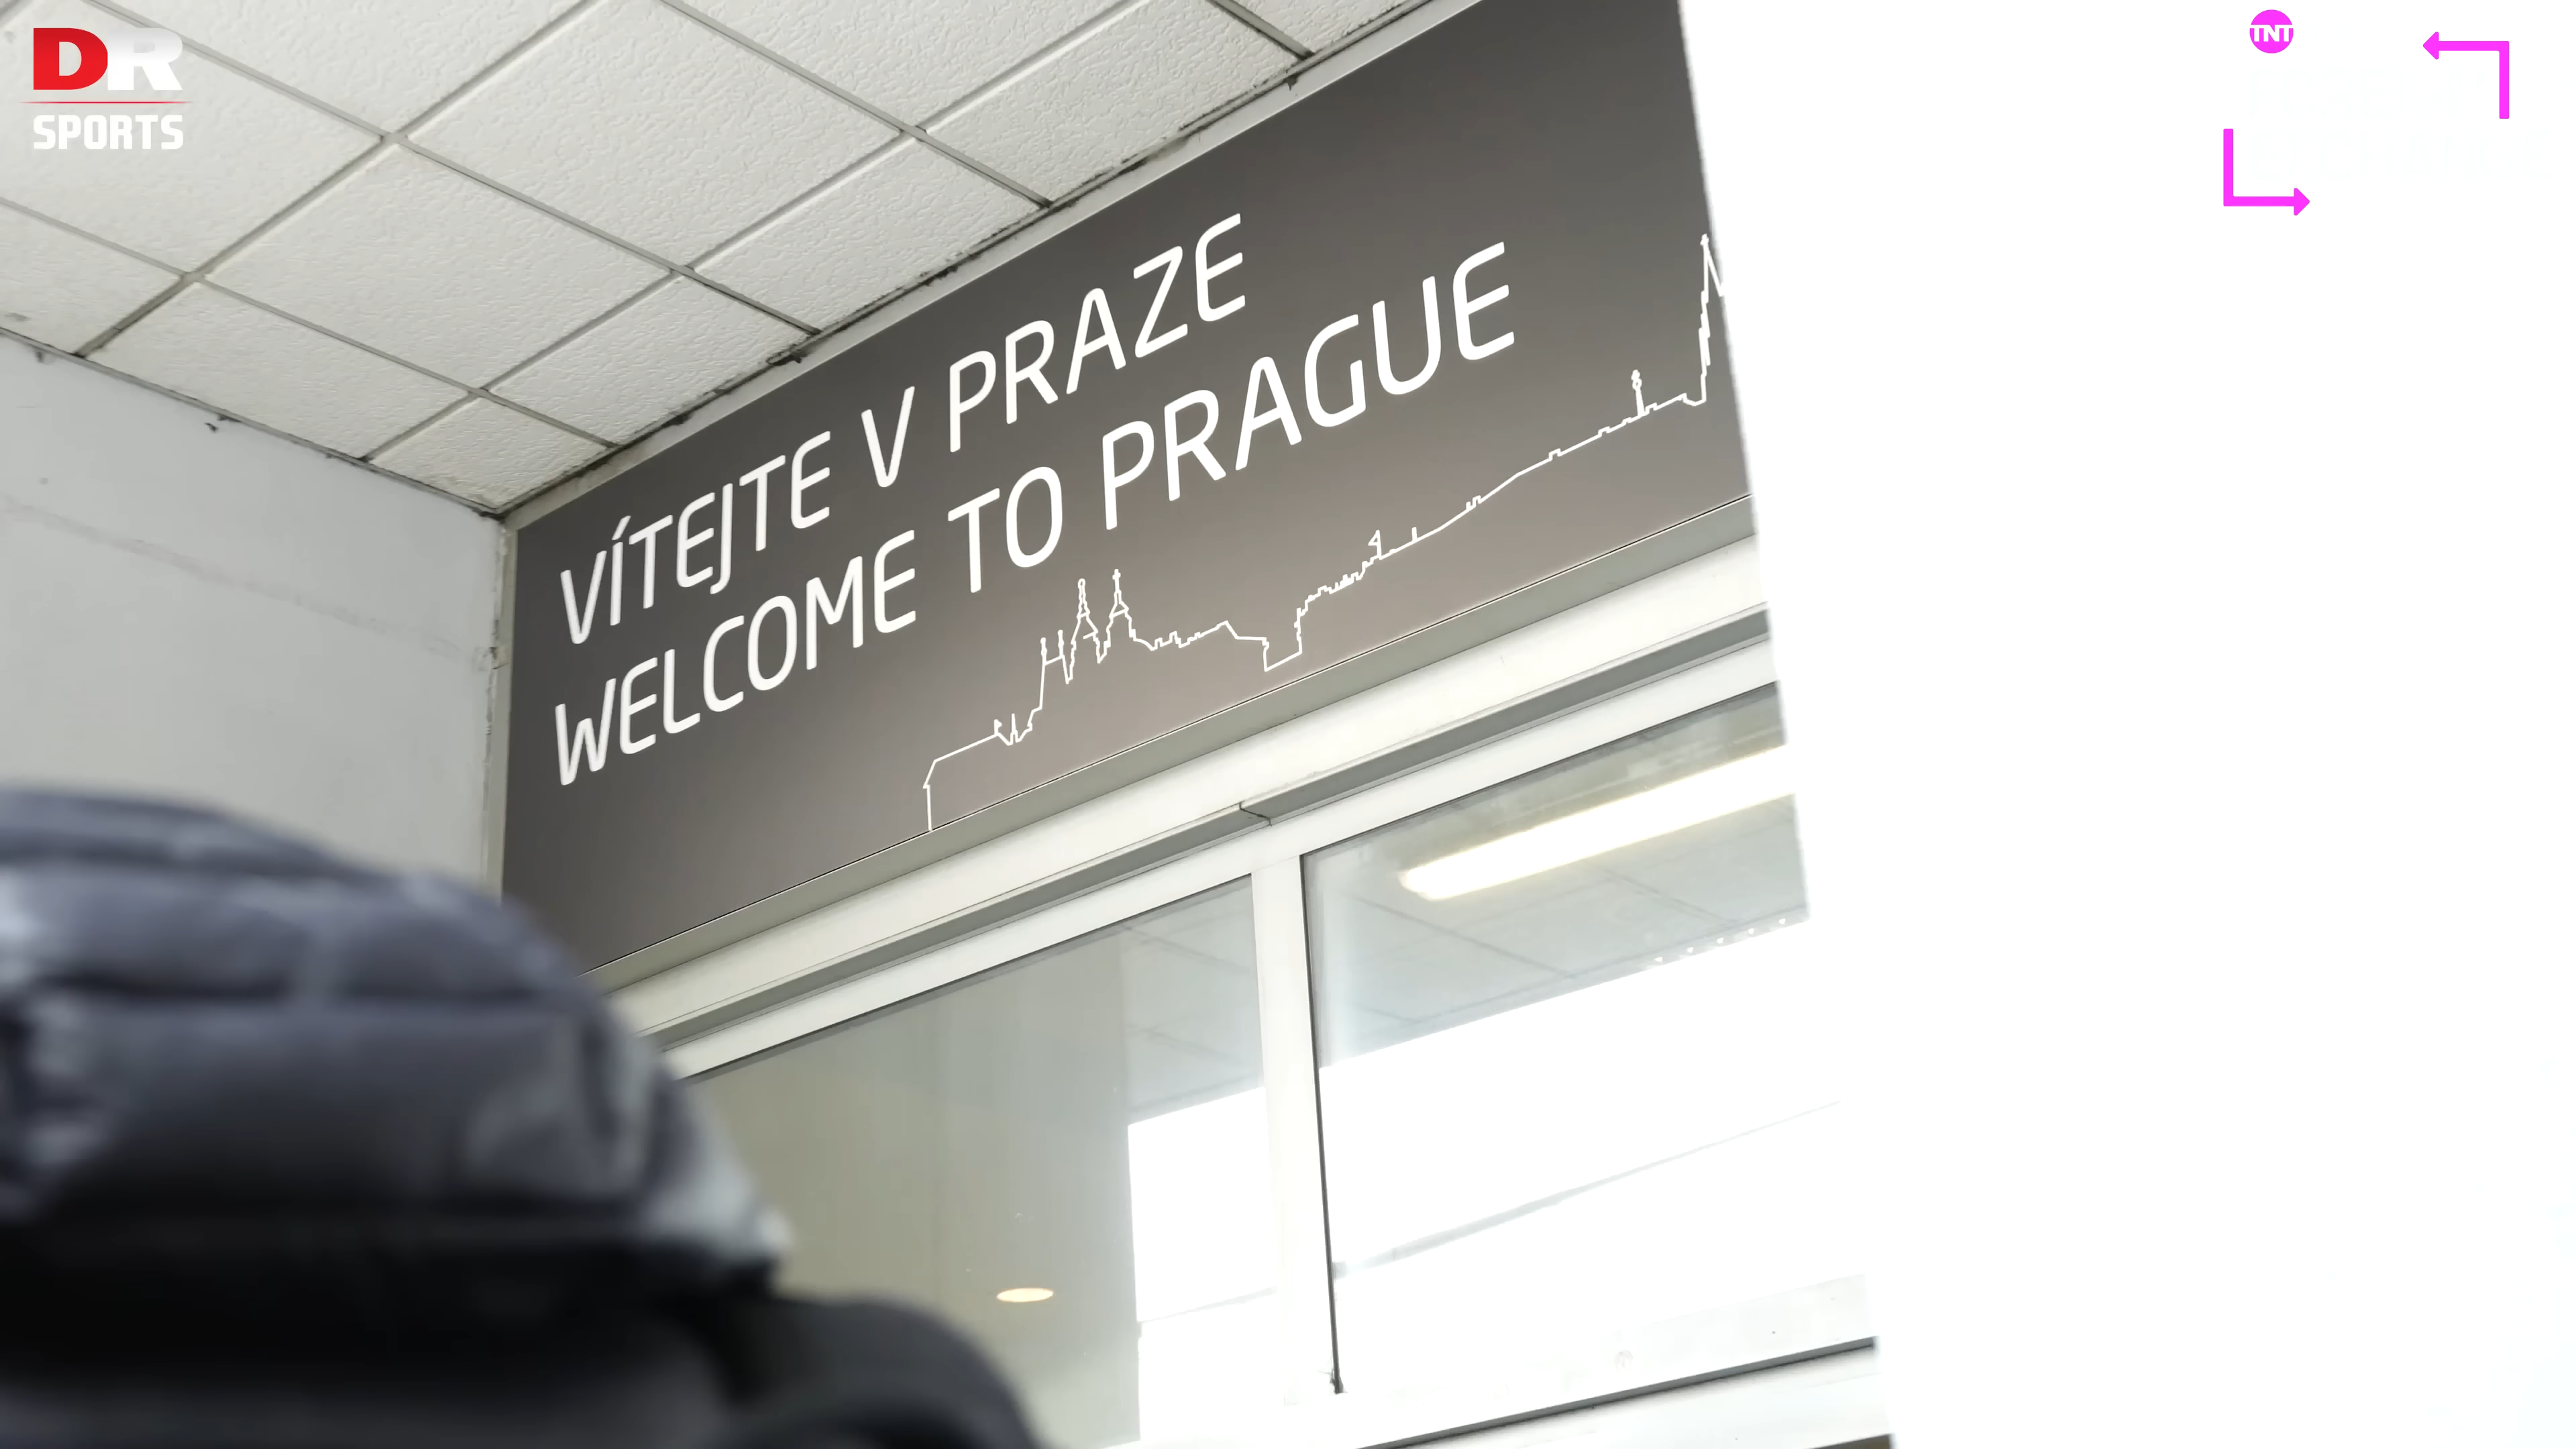 DR
SPORTS
TNT
VÍTEJTE V PRAZE
WELCOME TO PRAGUE